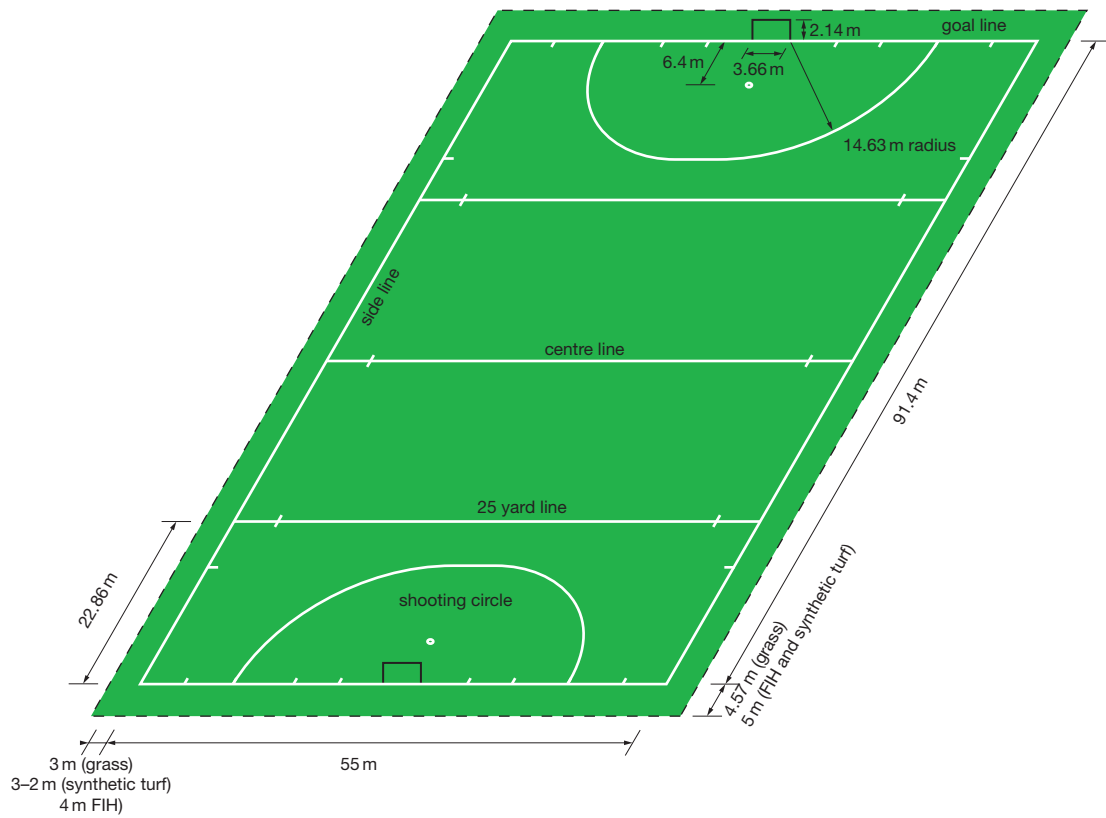 goal line
2.14 m
6.4 m
3.66 m
14.63 m radius
side line
centre line
91.4 m
25 yard line
22.86 m
shooting circle
4.57 m (grass)
5 m (FIH and synthetic turf)
55 m
3 m (grass)
3–2 m (synthetic turf)
4 m FIH)